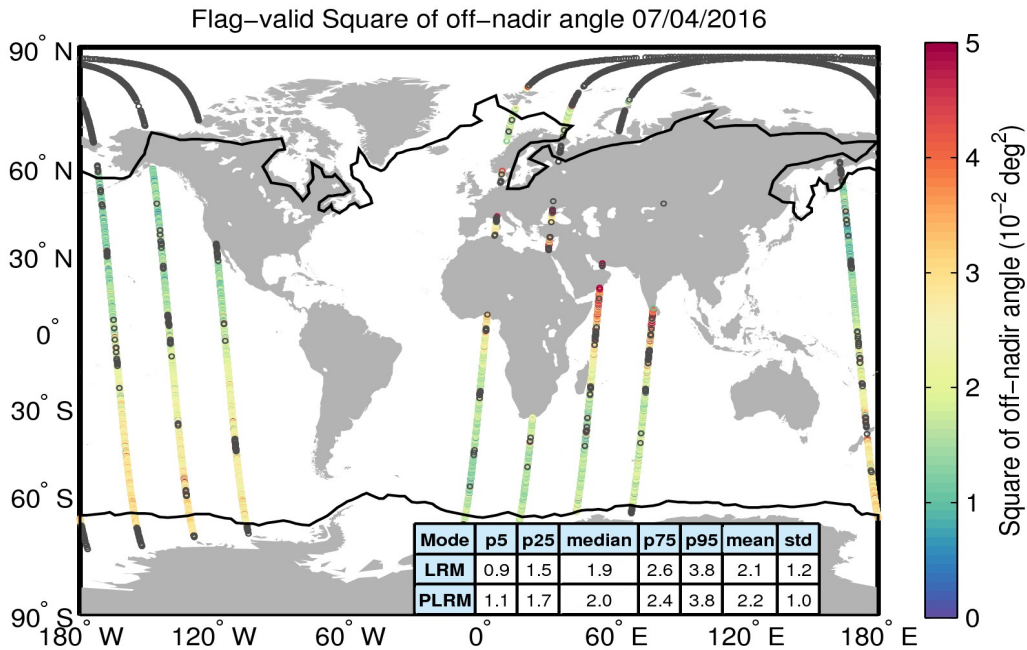 Flag−valid Square of off−nadir angle 07/04/2016
90° N
60° N
30° N
0°
30° S
60° S
90° S
180° W
120° W
60° W
0°
60° E
120° E
180° E
Mode p5 p25 median p75 p95 mean std
LRM 0.9 1.5 1.9 2.6 3.8 2.1 1.2
PLRM 1.1 1.7 2.0 2.4 3.8 2.2 1.0
5
4
3
2
1
0
Square of off−nadir angle (10⁻² deg²)